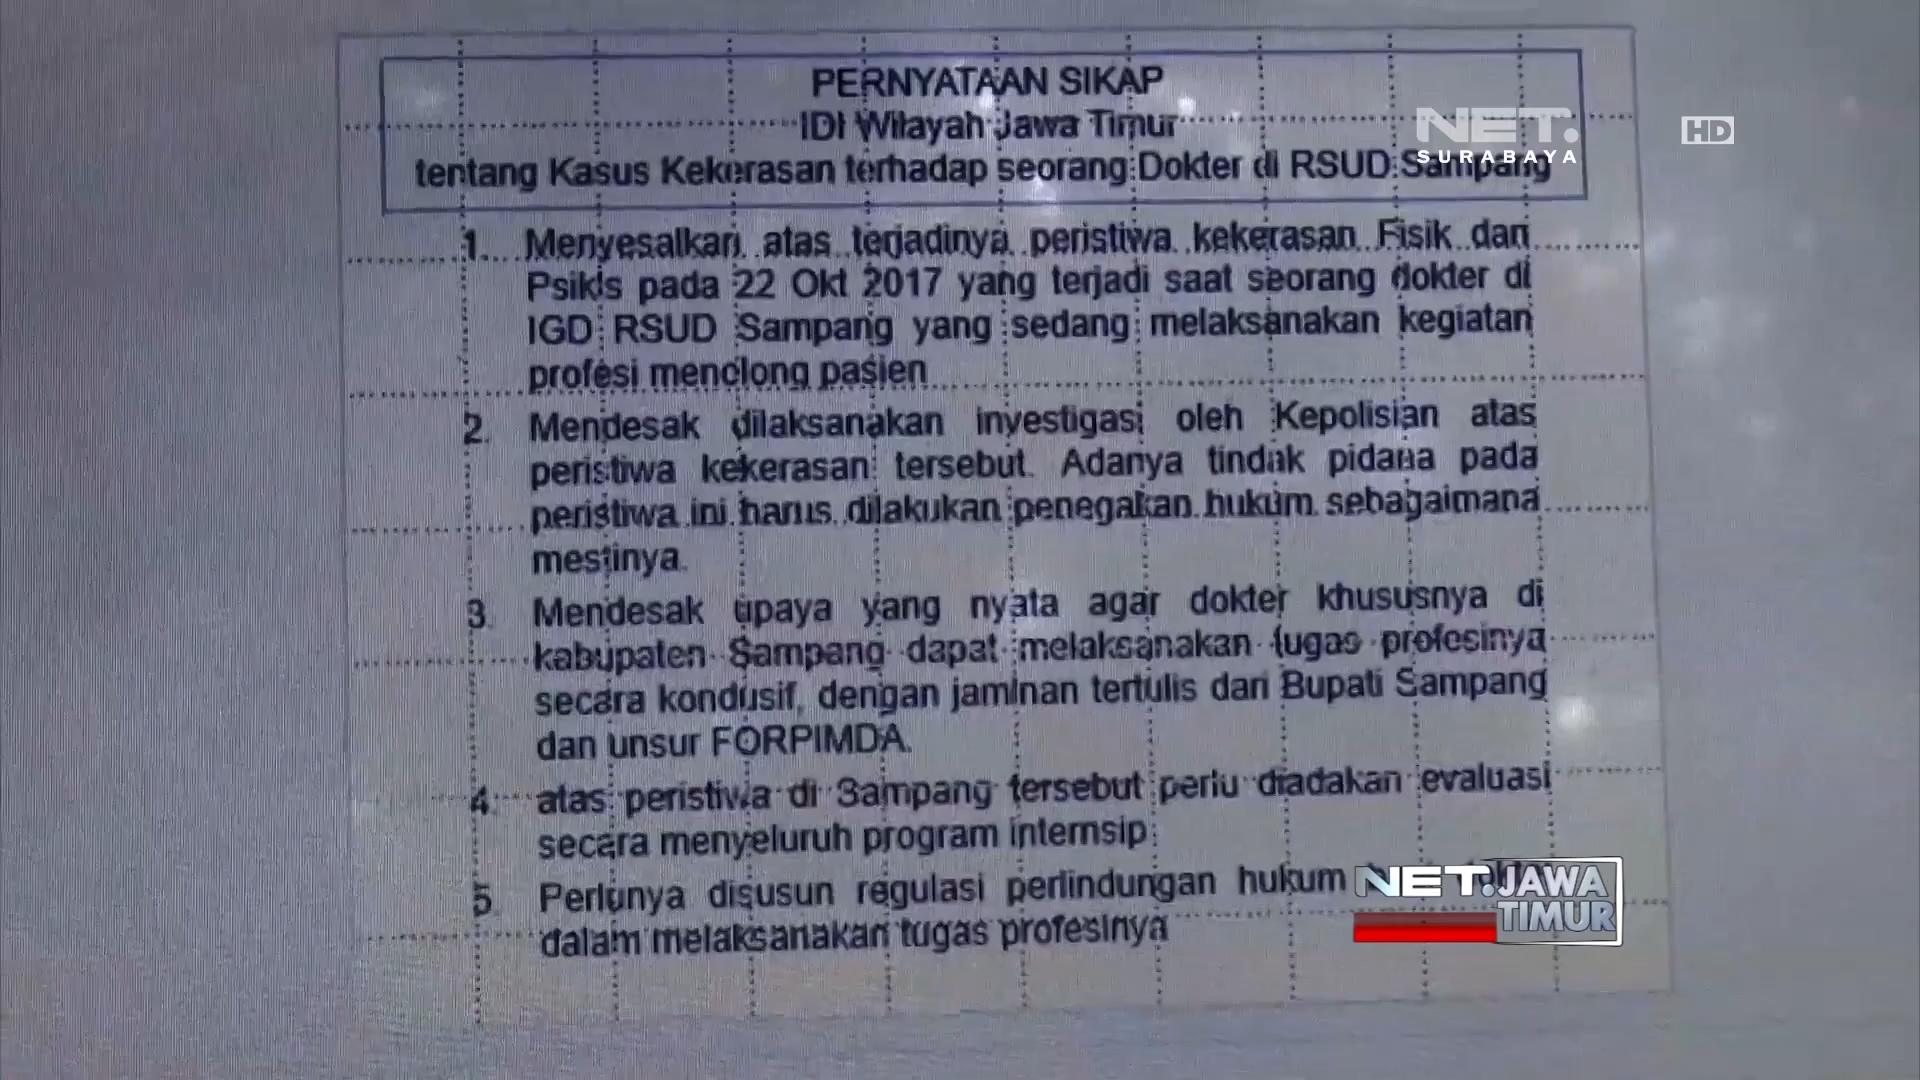 PERNYATAAN SIKAP
IDI Wilayah Jawa Timur
tentang Kasus Kekerasan terhadap seorang Dokter di RSUD Sampang
NET.
SURABAYA
HD
1. Menyesalkan atas terjadinya peristiwa kekerasan Fisik dan
Psikis pada 22 Okt 2017 yang terjadi saat seorang dokter di
IGD RSUD Sampang yang sedang melaksanakan kegiatan
profesi menolong pasien
2. Mendesak dilaksanakan investigasi oleh Kepolisian atas
peristiwa kekerasan tersebut. Adanya tindak pidana pada
peristiwa ini harus dilakukan penegakan hukum sebagaimana
mestinya.
3. Mendesak upaya yang nyata agar dokter khususnya di
kabupaten Sampang dapat melaksanakan tugas profesinya
secara kondusif, dengan jaminan tertulis dari Bupati Sampang
dan unsur FORPIMDA.
4. atas peristiwa di Sampang tersebut perlu diadakan evaluasi
secara menyeluruh program internsip
5. Perlunya disusun regulasi perlindungan hukum
dalam melaksanakan tugas profesinya
NET. JAWA
TIMUR